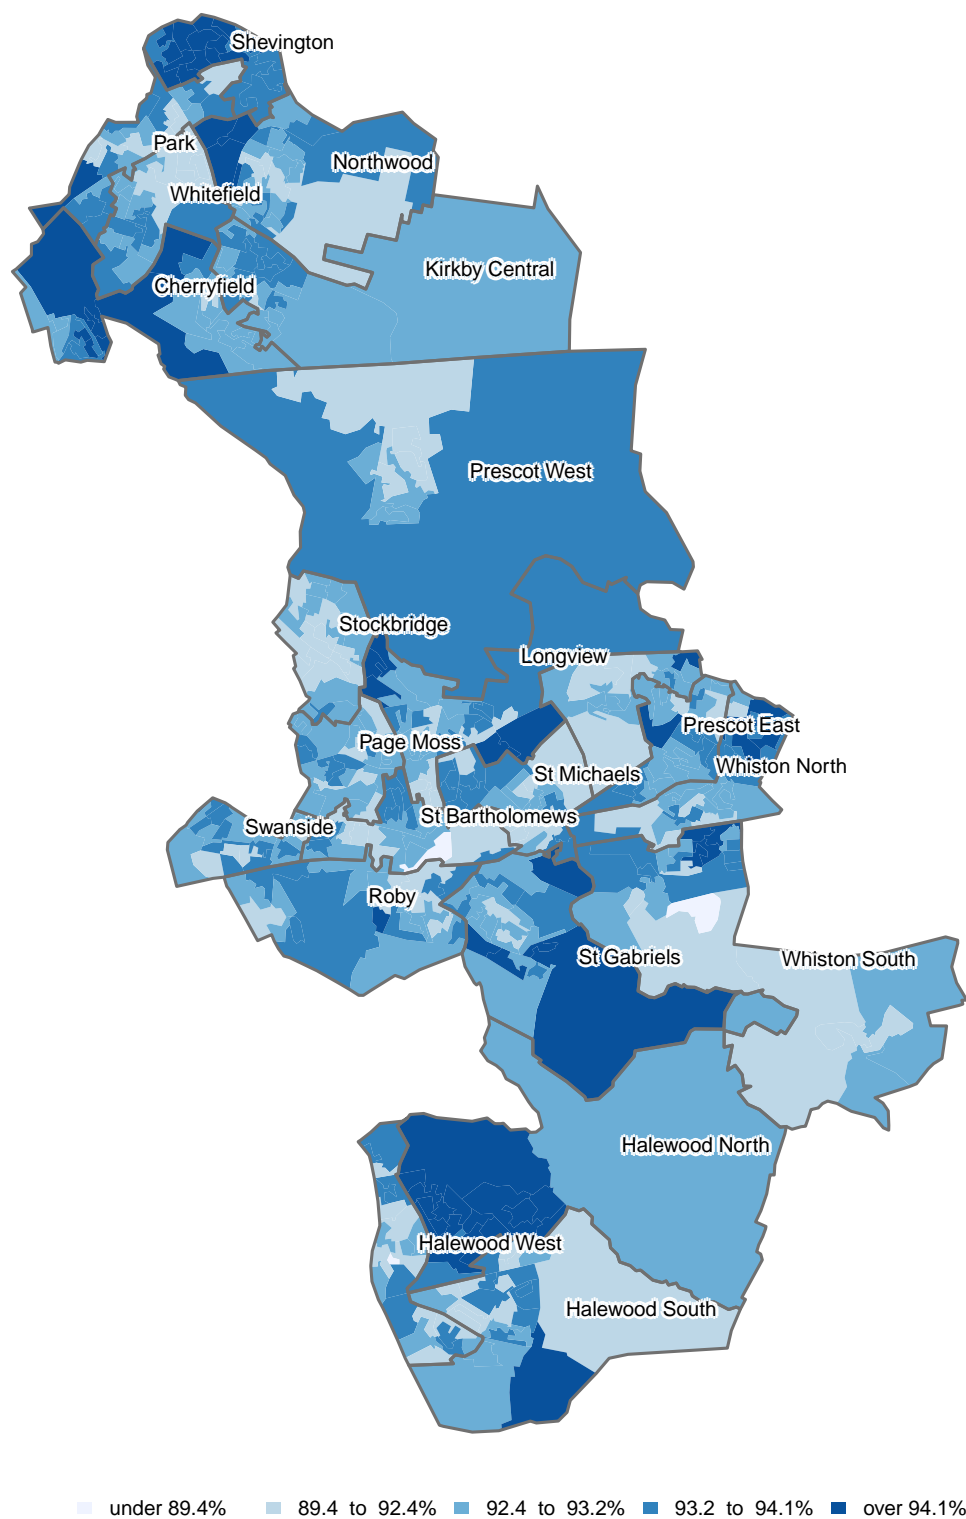 Shevington
Park
Northwood
Whitefield
Kirkby Central
Cherryfield
Prescot West
Stockbridge
Longview
Prescot East
Page Moss
Whiston North
St Michaels
St Bartholomews
Swanside
Roby
St Gabriels
Whiston South
Halewood North
Halewood West
Halewood South
under 89.4% 89.4 to 92.4% 92.4 to 93.2% 93.2 to 94.1% over 94.1%